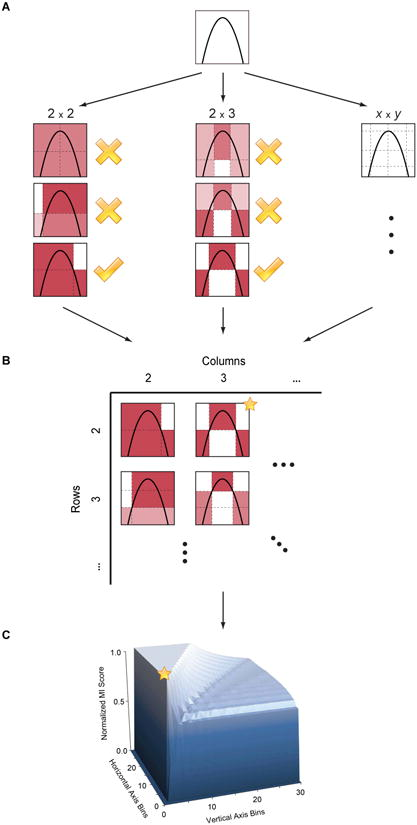 A
2 x 2
2 x 3
x x y
B
Columns
2 3 ...
Rows
2
3
...
C
Normalized MI Score
1.0
0.5
0.0
Horizontal Axis Bins
20
10
0
Vertical Axis Bins
0 10 20 30